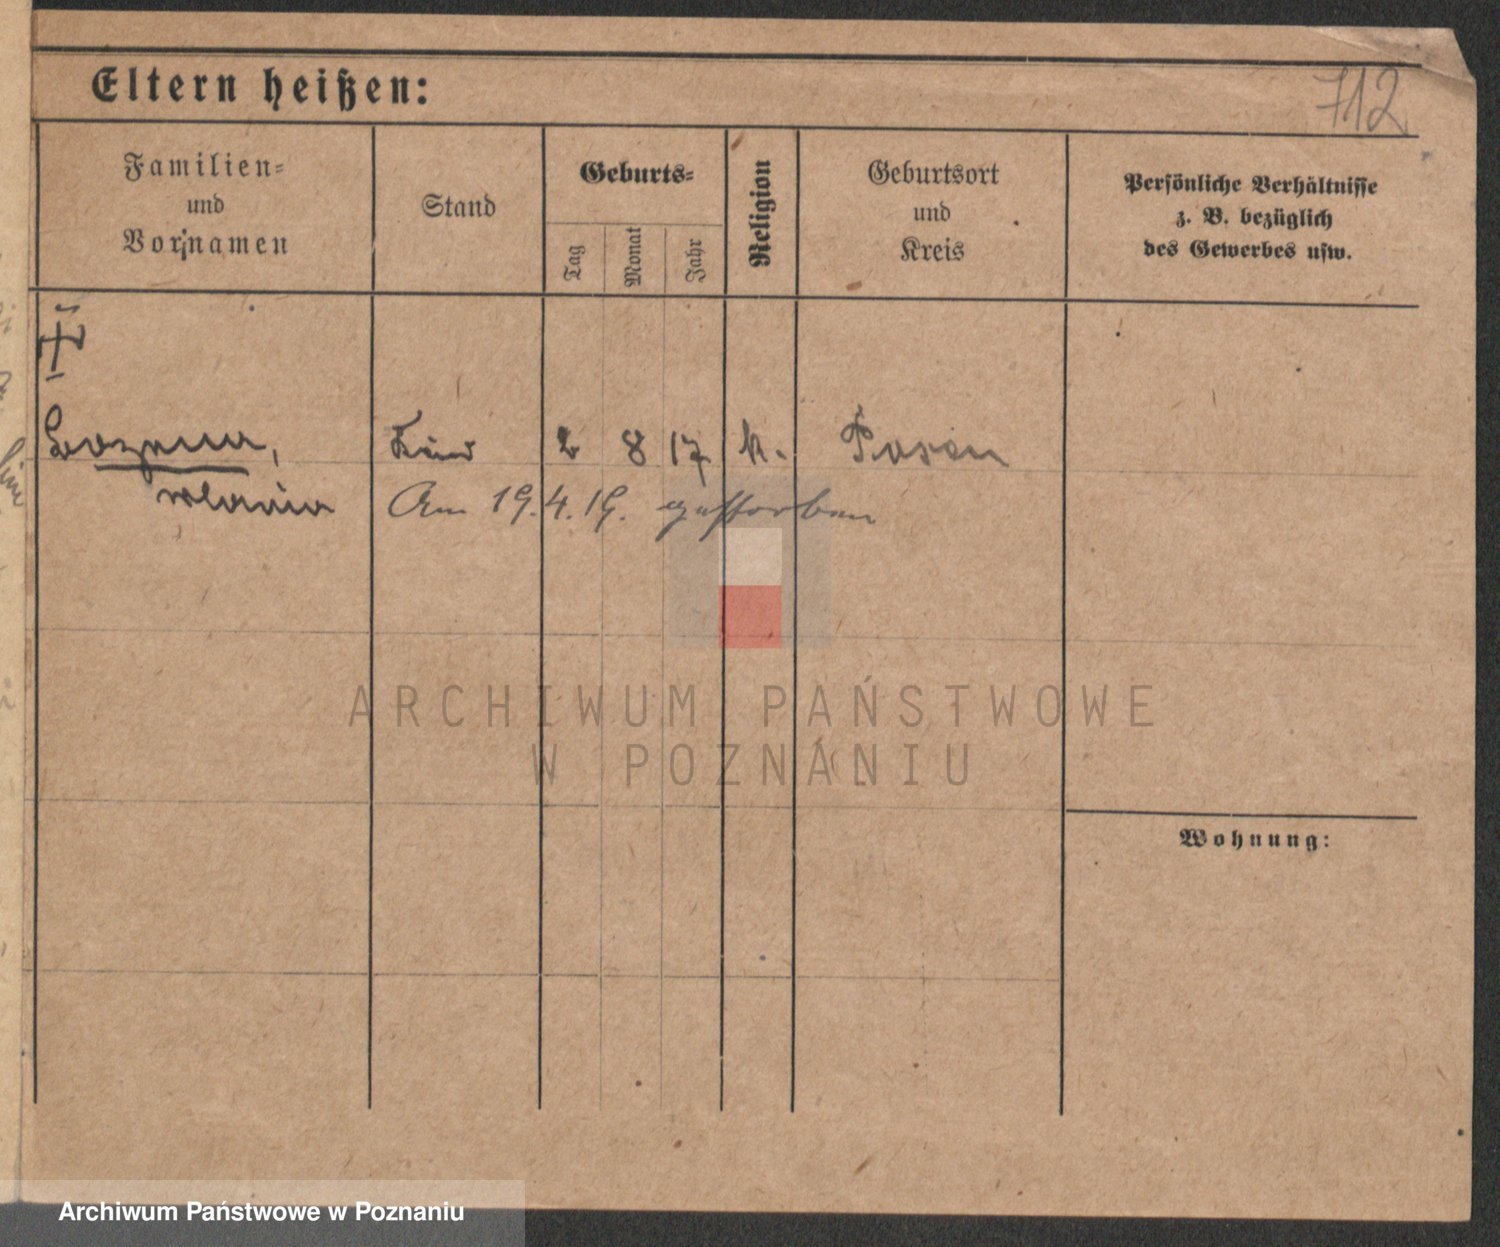 712
Eltern heißen:
Familien=
und
Vornamen
Stand
Geburts=
Tag
Monat
Jahr
Religion
Geburtsort
und
Kreis
Persönliche Verhältnisse
z. B. bezüglich
des Gewerbes usw.
Kind 2 8 17 k. Posen
Maria
Am 19.4.19. gestorben
ARCHIWUM PAŃSTWOWE
W POZNANIU
Wohnung:
Archiwum Państwowe w Poznaniu